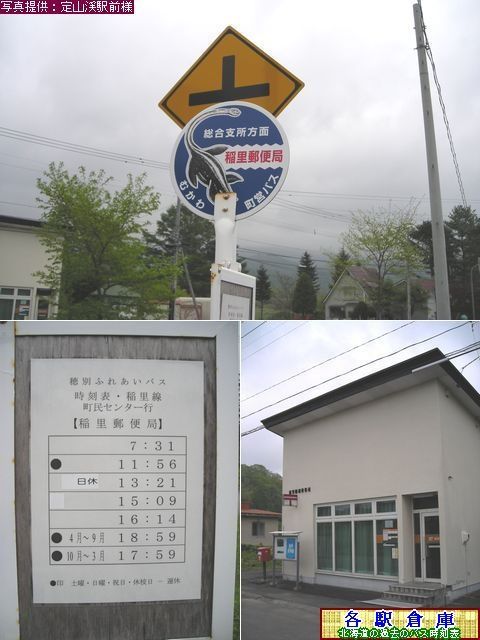 写真提供：定山渓駅前様
総合支所方面
稲里郵便局
むかわ町営バス
穂別ふれあいバス
時刻表・稲里線
町民センター行
【稲里郵便局】
7：31
● 11：56
日休 13：21
15：09
16：14
● 4月～9月 18：59
● 10月～3月 17：59
●印 土曜・日曜・祝日・休校日 － 運休
各駅倉庫
北海道の過去のバス時刻表